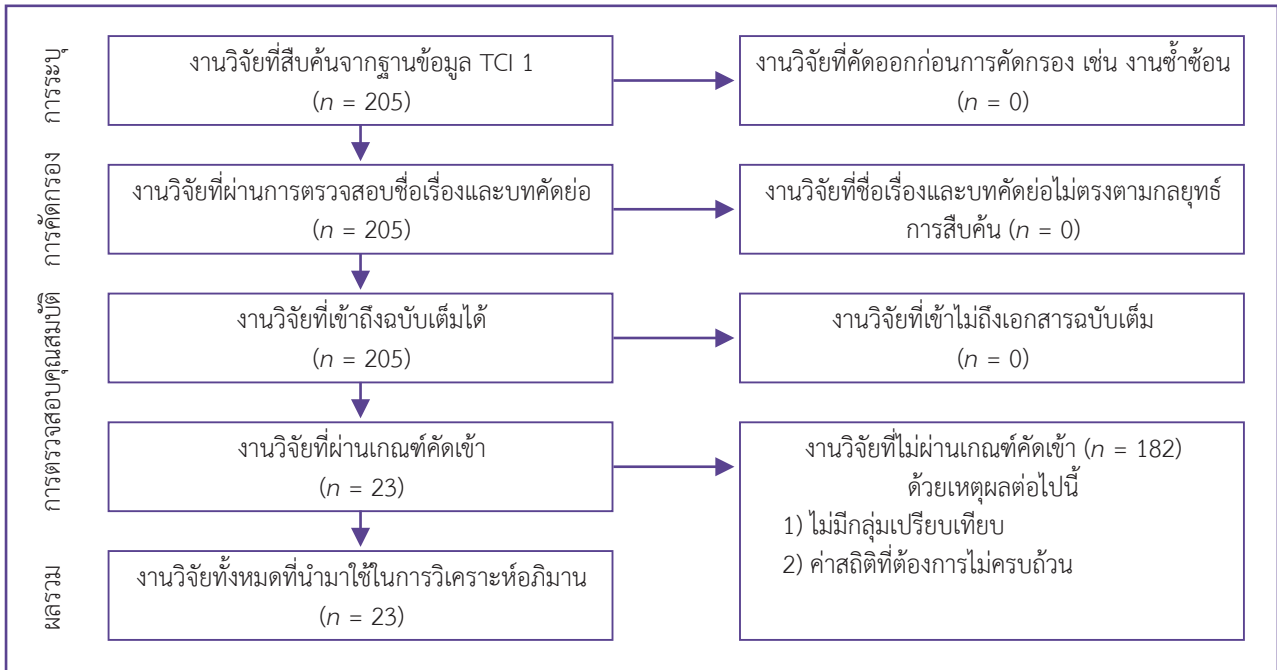 การระบุ
งานวิจัยที่สืบค้นจากฐานข้อมูล TCI 1
(n = 205)
งานวิจัยที่คัดออกก่อนการคัดกรอง เช่น งานซ้ำซ้อน
(n = 0)
การคัดกรอง
งานวิจัยที่ผ่านการตรวจสอบชื่อเรื่องและบทคัดย่อ
(n = 205)
งานวิจัยที่ชื่อเรื่องและบทคัดย่อไม่ตรงตามกลยุทธ์
การสืบค้น (n = 0)
การตรวจสอบคุณสมบัติ
งานวิจัยที่เข้าถึงฉบับเต็มได้
(n = 205)
งานวิจัยที่เข้าไม่ถึงเอกสารฉบับเต็ม
(n = 0)
งานวิจัยที่ผ่านเกณฑ์คัดเข้า
(n = 23)
งานวิจัยที่ไม่ผ่านเกณฑ์คัดเข้า (n = 182)
ด้วยเหตุผลต่อไปนี้
1) ไม่มีกลุ่มเปรียบเทียบ
2) ค่าสถิติที่ต้องการไม่ครบถ้วน
ผลรวม
งานวิจัยทั้งหมดที่นำมาใช้ในการวิเคราะห์อภิมาน
(n = 23)